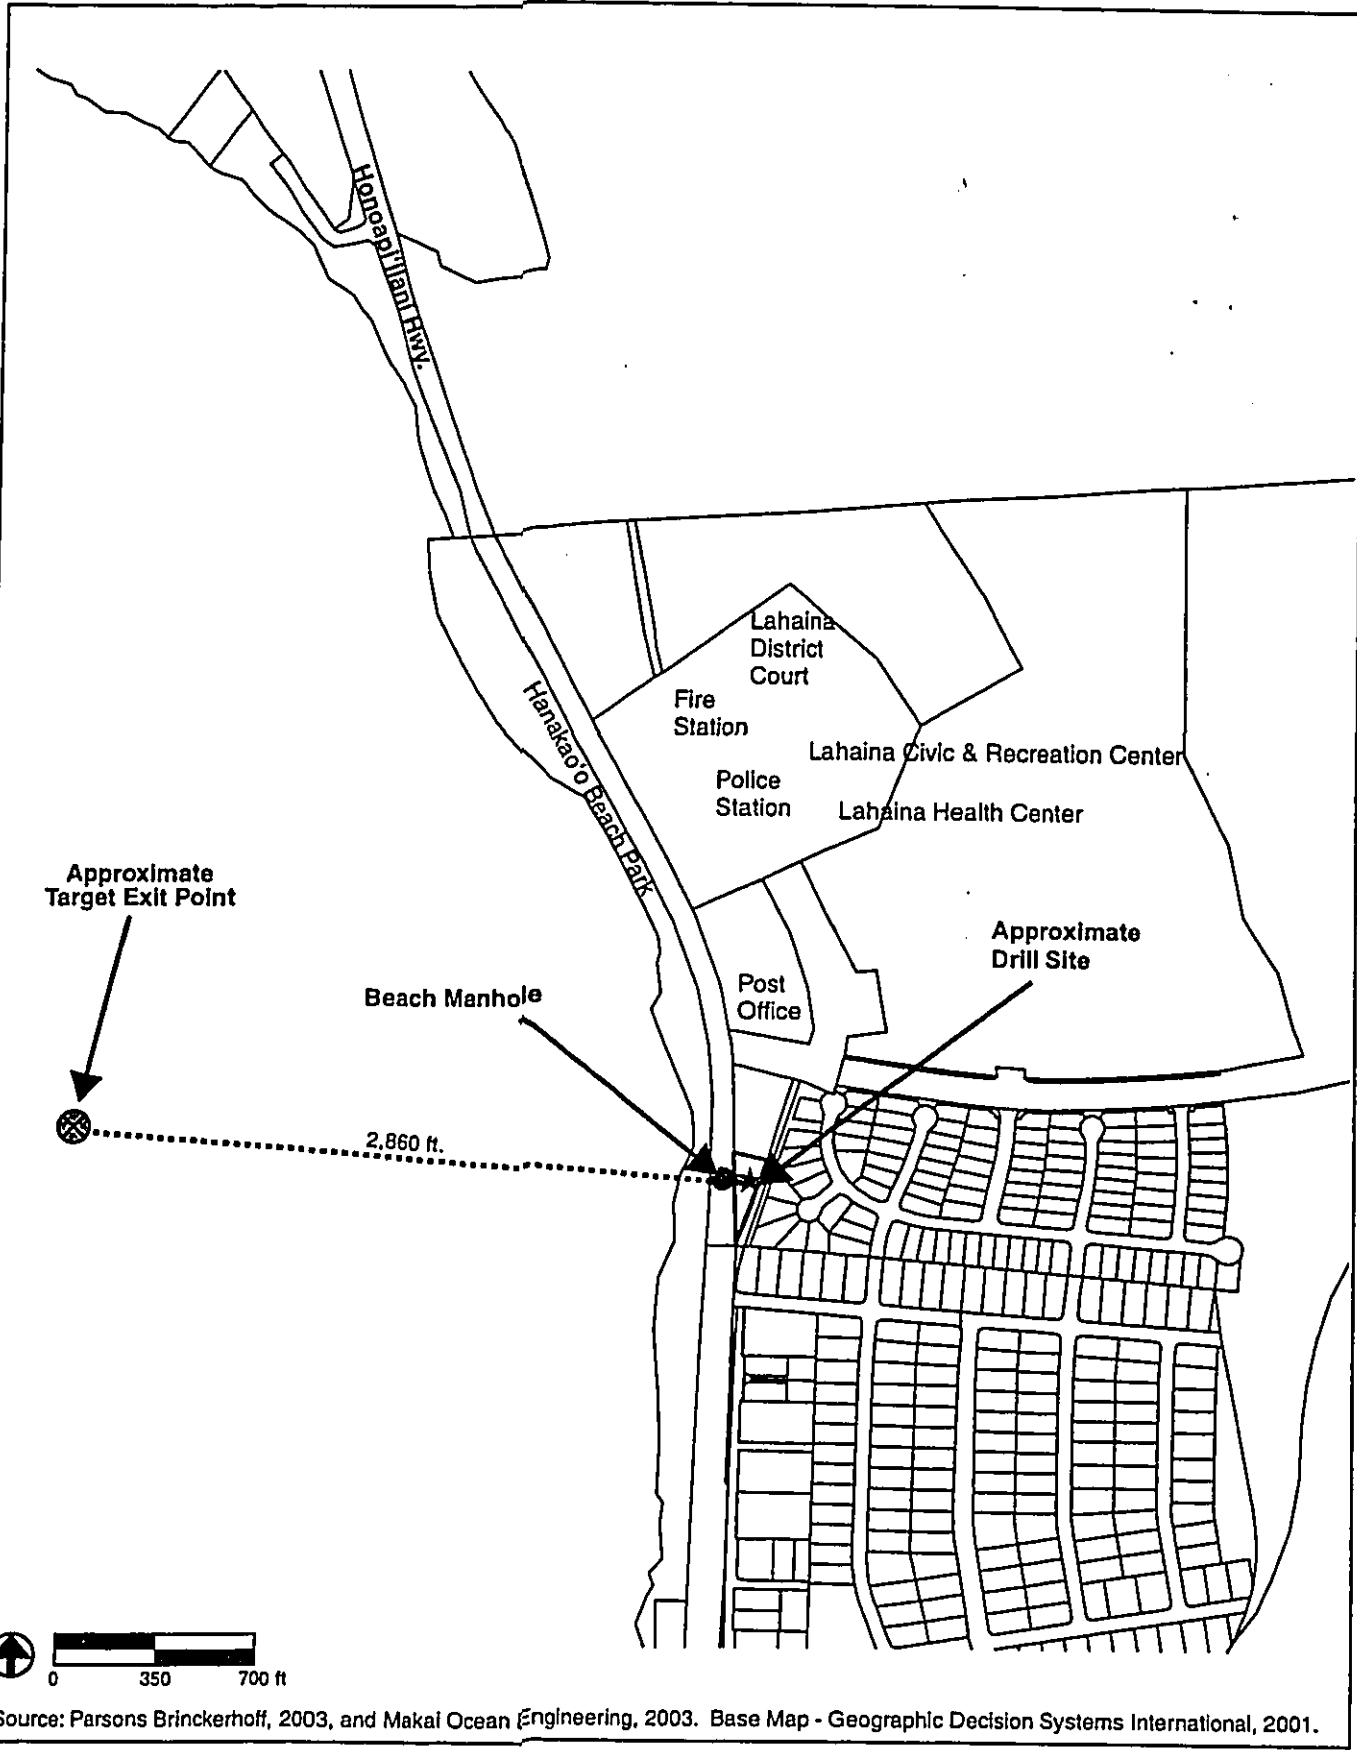 Honoapi'ilani Hwy.
Lahaina
District
Court
Fire
Station
Hanakao'o Beach Park
Lahaina Civic & Recreation Center
Police
Station
Lahaina Health Center
Approximate
Target Exit Point
Approximate
Drill Site
Beach Manhole
Post
Office
2,860 ft.
0 350 700 ft
Source: Parsons Brinckerhoff, 2003, and Makai Ocean Engineering, 2003. Base Map - Geographic Decision Systems International, 2001.